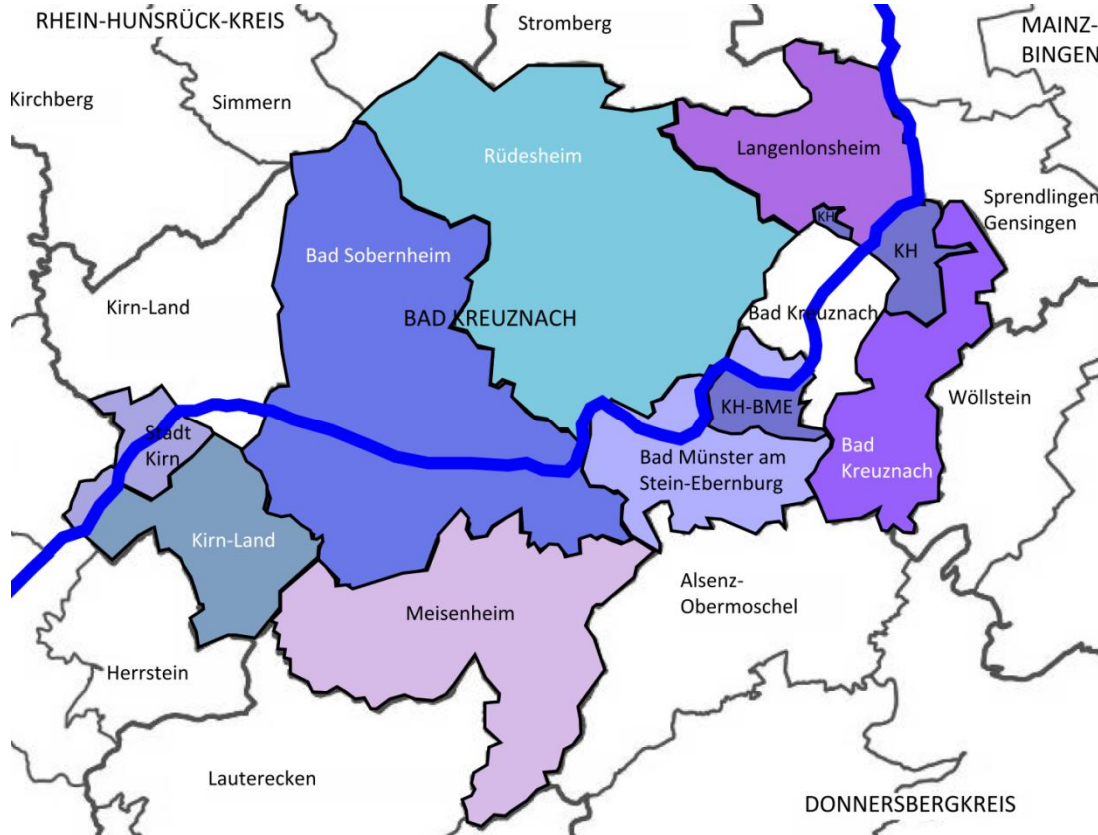 RHEIN-HUNSRÜCK-KREIS
Stromberg
MAINZ-
BINGEN
Kirchberg
Simmern
Rüdesheim
Langenlonsheim
Sprendlingen
Gensingen
KH
KH
Bad Sobernheim
Kirn-Land
BAD KREUZNACH
Bad Kreuznach
Wöllstein
KH-BME
Stadt
Kirn
Bad Münster am
Stein-Ebernburg
Bad
Kreuznach
Kirn-Land
Meisenheim
Alsenz-
Obermoschel
Herrstein
Lauterecken
DONNERSBERGKREIS